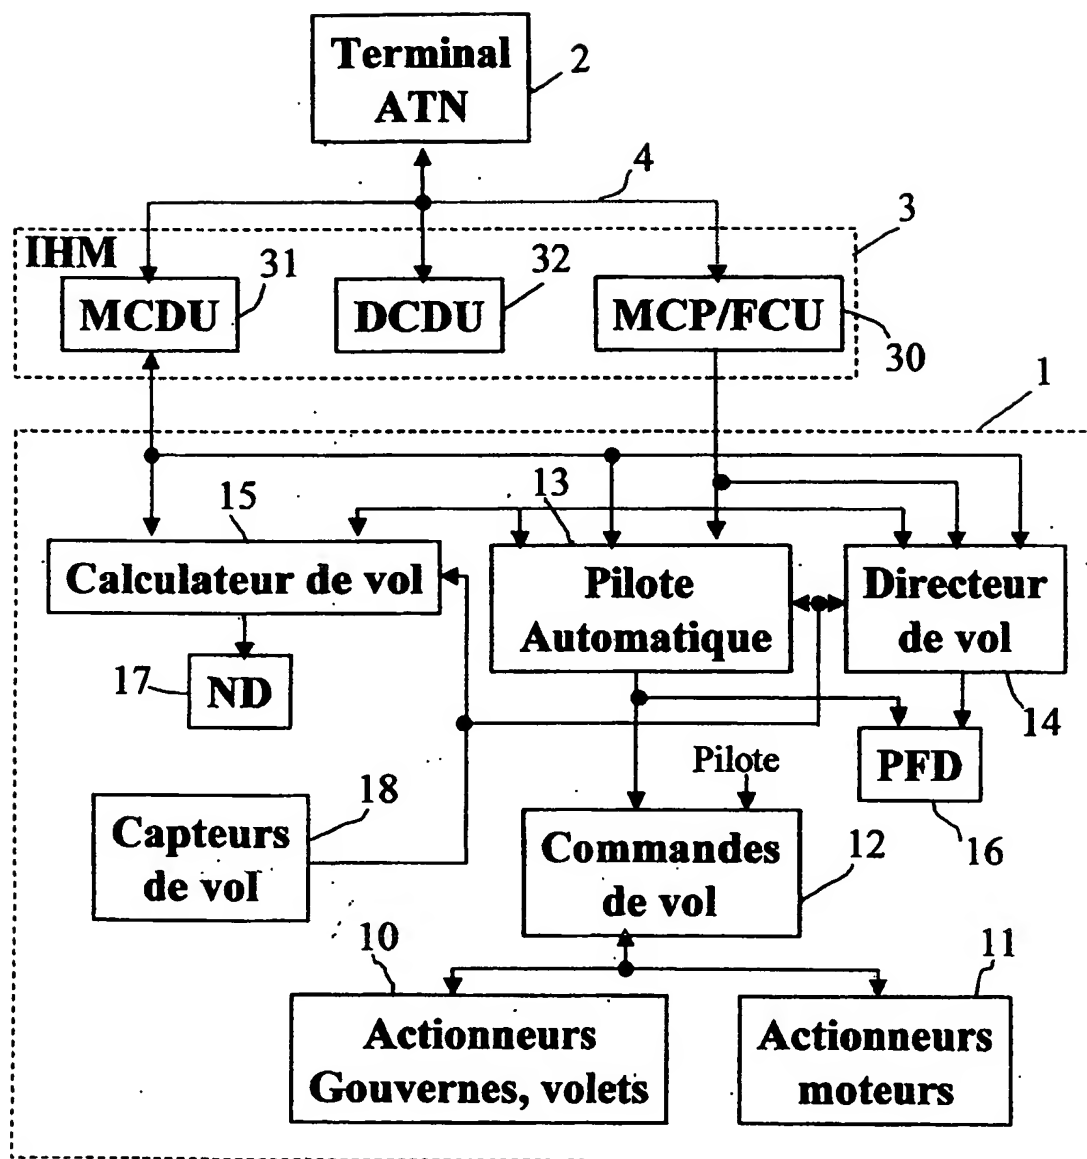 Terminal
ATN
2
4
3
IHM
31
32
MCDU
DCDU
MCP/FCU
30
1
15
13
Calculateur de vol
Pilote
Automatique
Directeur
de vol
17
ND
14
Pilote
PFD
18
Capteurs
de vol
Commandes
de vol
12
16
10
11
Actionneurs
Gouvernes, volets
Actionneurs
moteurs